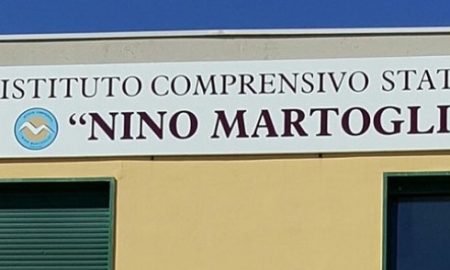 ISTITUTO COMPRENSIVO STAT
“NINO MARTOGLI